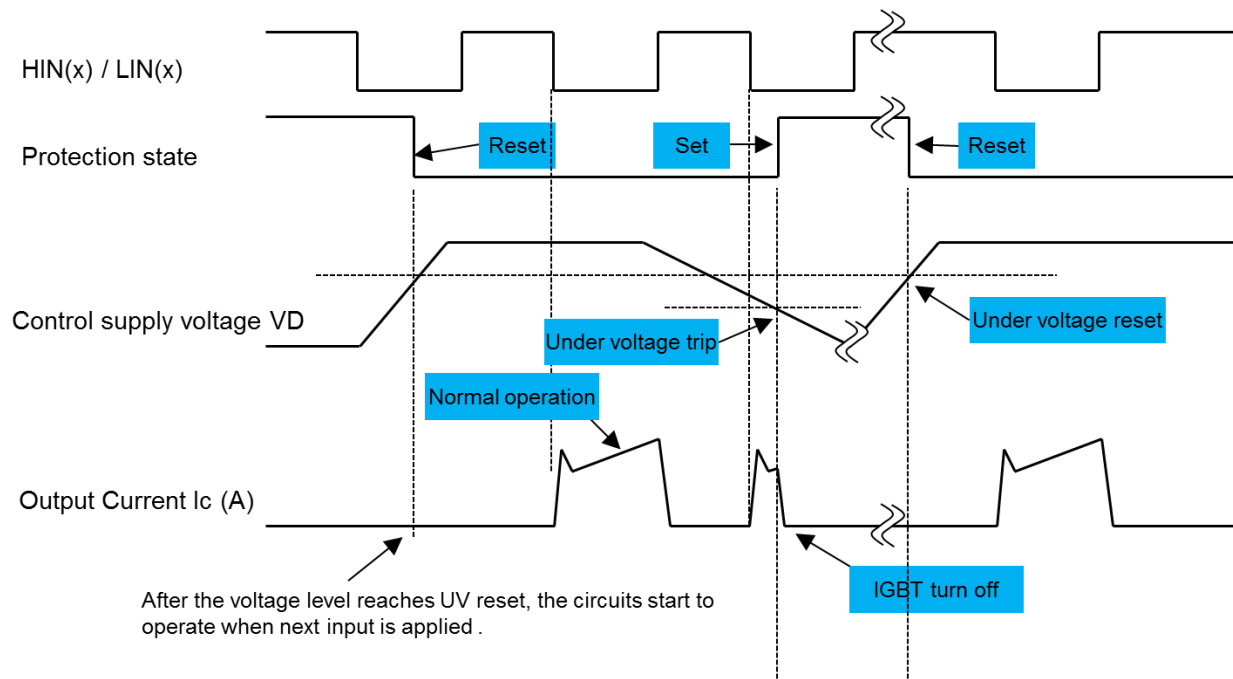 HIN(x) / LIN(x)
Protection state
Reset
Set
Reset
Control supply voltage VD
Under voltage trip
Under voltage reset
Normal operation
Output Current Ic (A)
IGBT turn off
After the voltage level reaches UV reset, the circuits start to
operate when next input is applied .